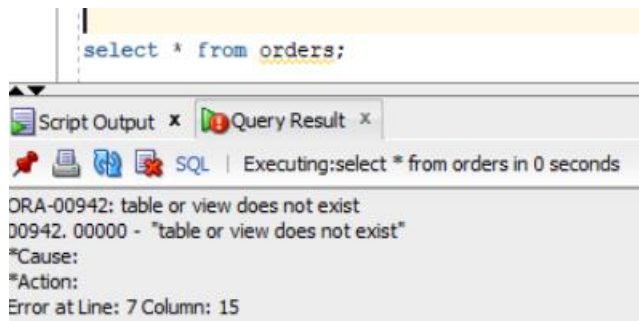 select * from orders;
Script Output x Query Result x
SQL | Executing:select * from orders in 0 seconds
ORA-00942: table or view does not exist
00942. 00000 - "table or view does not exist"
*Cause:
*Action:
Error at Line: 7 Column: 15